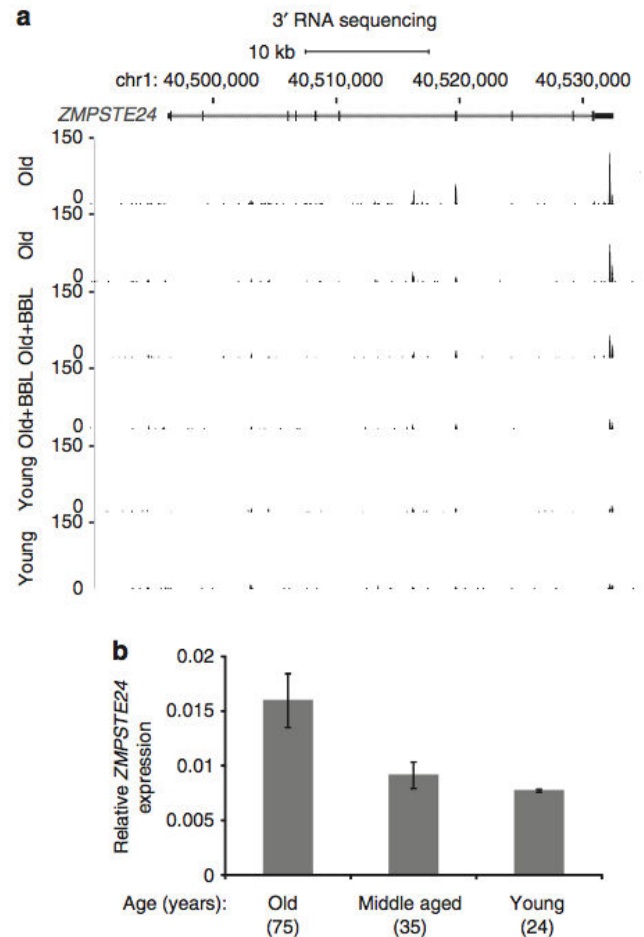 a
3′ RNA sequencing
10 kb
chr1: 40,500,000 40,510,000 40,520,000 40,530,000
ZMPSTE24
150
Old
0
150
Old
0
150
Old+BBL
0
150
Old+BBL
0
150
Young
0
150
Young
0
b
0.02
0.015
0.01
0.005
0
Relative ZMPSTE24
expression
Age (years): Old Middle aged Young
(75) (35) (24)